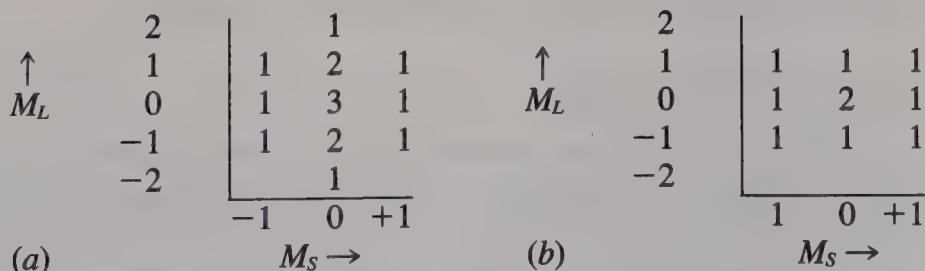 2 1
↑ 1 1 2 1
M_L 0 1 3 1
−1 1 2 1
−2 1
−1 0 +1
(a) M_S →
2
↑ 1 1 1 1
M_L 0 1 2 1
−1 1 1 1
−2
1 0 +1
(b) M_S →